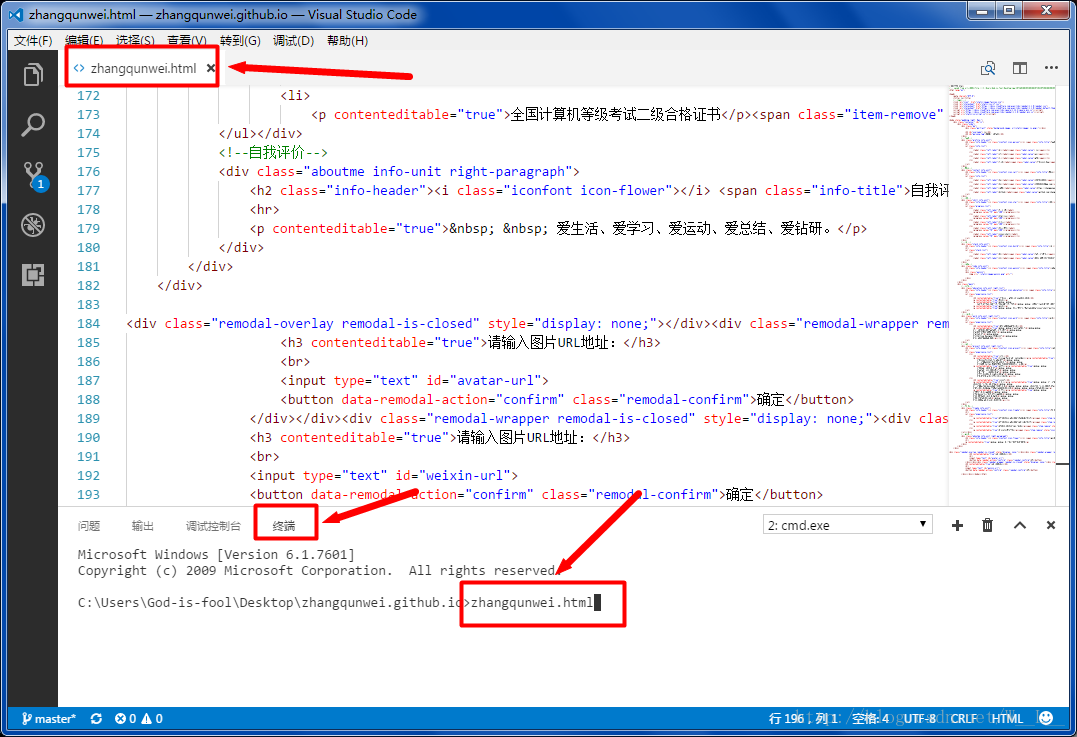 zhangqunwei.html — zhangqunwei.github.io — Visual Studio Code
文件(F) 编辑(E) 选择(S) 查看(V) 转到(G) 调试(D) 帮助(H)
<> zhangqunwei.html ×
172 <li>
173 <p contenteditable="true">全国计算机等级考试二级合格证书</p><span class="item-remove"
174 </ul></div>
175 <!--自我评价-->
176 <div class="aboutme info-unit right-paragraph">
177 <h2 class="info-header"><i class="iconfont icon-flower"></i> <span class="info-title">自我评
178 <hr>
179 <p contenteditable="true">&nbsp; &nbsp; 爱生活、爱学习、爱运动、爱总结、爱钻研。</p>
180 </div>
181 </div>
182 </div>
183
184 <div class="remodal-overlay remodal-is-closed" style="display: none;"></div><div class="remodal-wrapper rem
185 <h3 contenteditable="true">请输入图片URL地址：</h3>
186 <br>
187 <input type="text" id="avatar-url">
188 <button data-remodal-action="confirm" class="remodal-confirm">确定</button>
189 </div></div><div class="remodal-wrapper remodal-is-closed" style="display: none;"><div clas
190 <h3 contenteditable="true">请输入图片URL地址：</h3>
191 <br>
192 <input type="text" id="weixin-url">
193 <button data-remodal-action="confirm" class="remodal-confirm">确定</button>
问题 输出 调试控制台 终端 2: cmd.exe
Microsoft Windows [Version 6.1.7601]
Copyright (c) 2009 Microsoft Corporation. All rights reserved.
C:\Users\God-is-fool\Desktop\zhangqunwei.github.io>zhangqunwei.html
master* 0 0 行 196，列 1 空格: 4 UTF-8 CRLF HTML
1